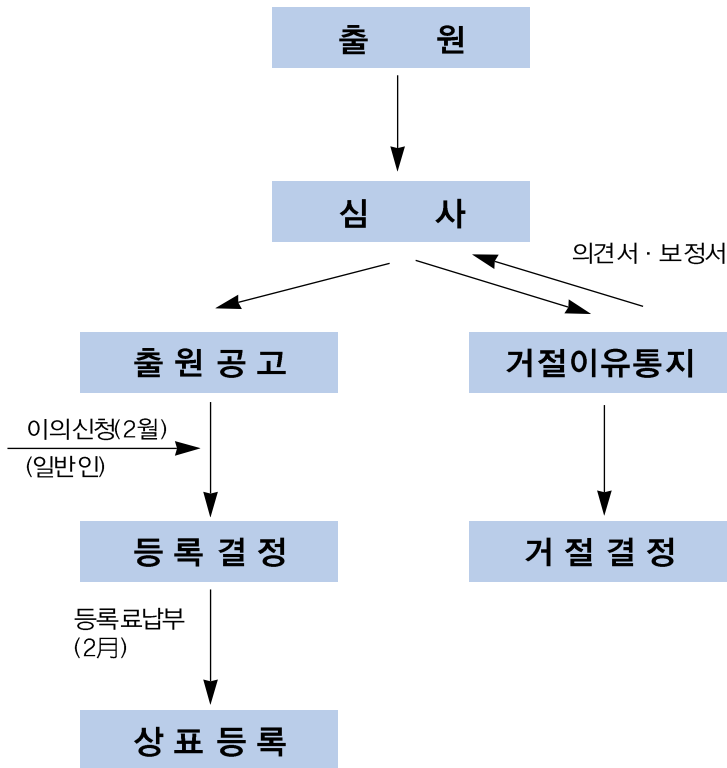 출 원
심 사
의견서 · 보정서
출원공고
거절이유통지
이의신청(2월)
(일반인)
등록결정
거절결정
등록료납부
(2月)
상표등록